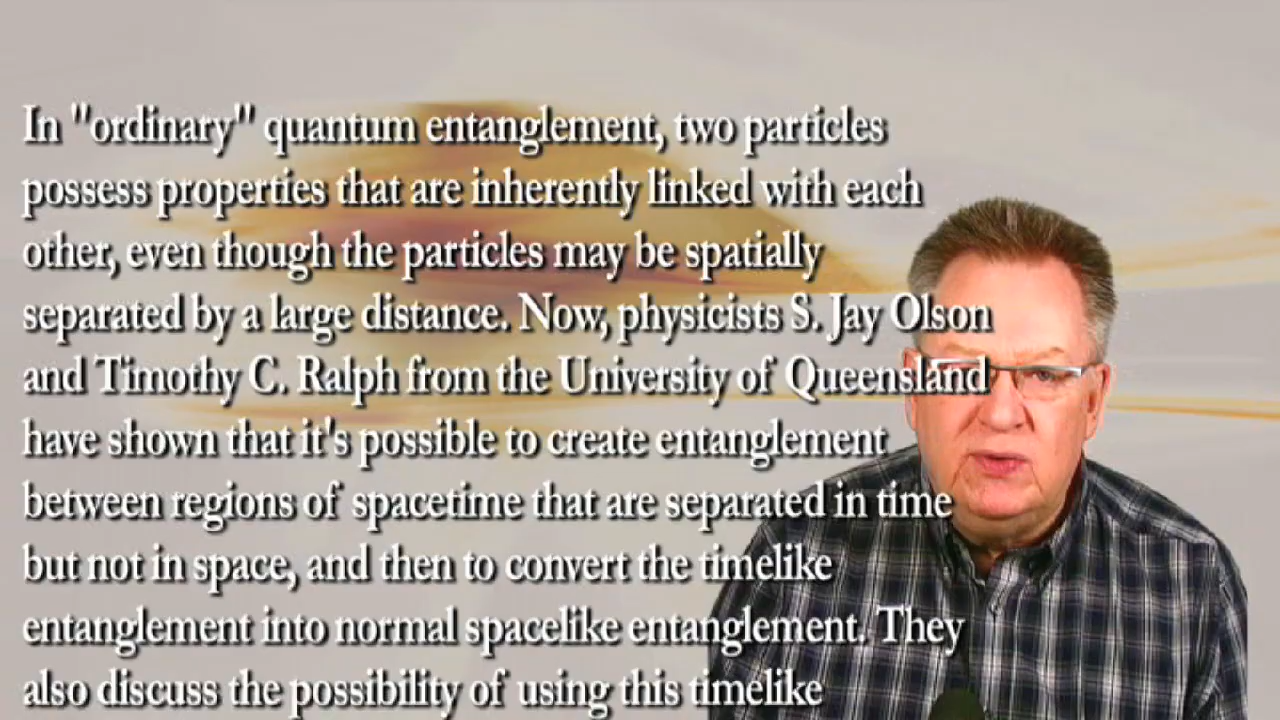 In "ordinary" quantum entanglement, two particles
possess properties that are inherently linked with each
other, even though the particles may be spatially
separated by a large distance. Now, physicists S. Jay Olson
and Timothy C. Ralph from the University of Queensland
have shown that it's possible to create entanglement
between regions of spacetime that are separated in time
but not in space, and then to convert the timelike
entanglement into normal spacelike entanglement. They
also discuss the possibility of using this timelike